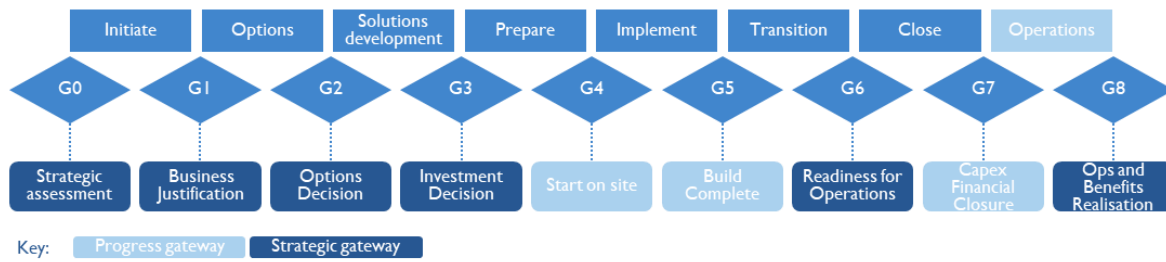 Initiate
Options
Solutions
development
Prepare
Implement
Transition
Close
Operations
G0
G1
G2
G3
G4
G5
G6
G7
G8
Strategic
assessment
Business
Justification
Options
Decision
Investment
Decision
Start on site
Build
Complete
Readiness for
Operations
Capex
Financial
Closure
Ops and
Benefits
Realisation
Key:
Progress gateway
Strategic gateway